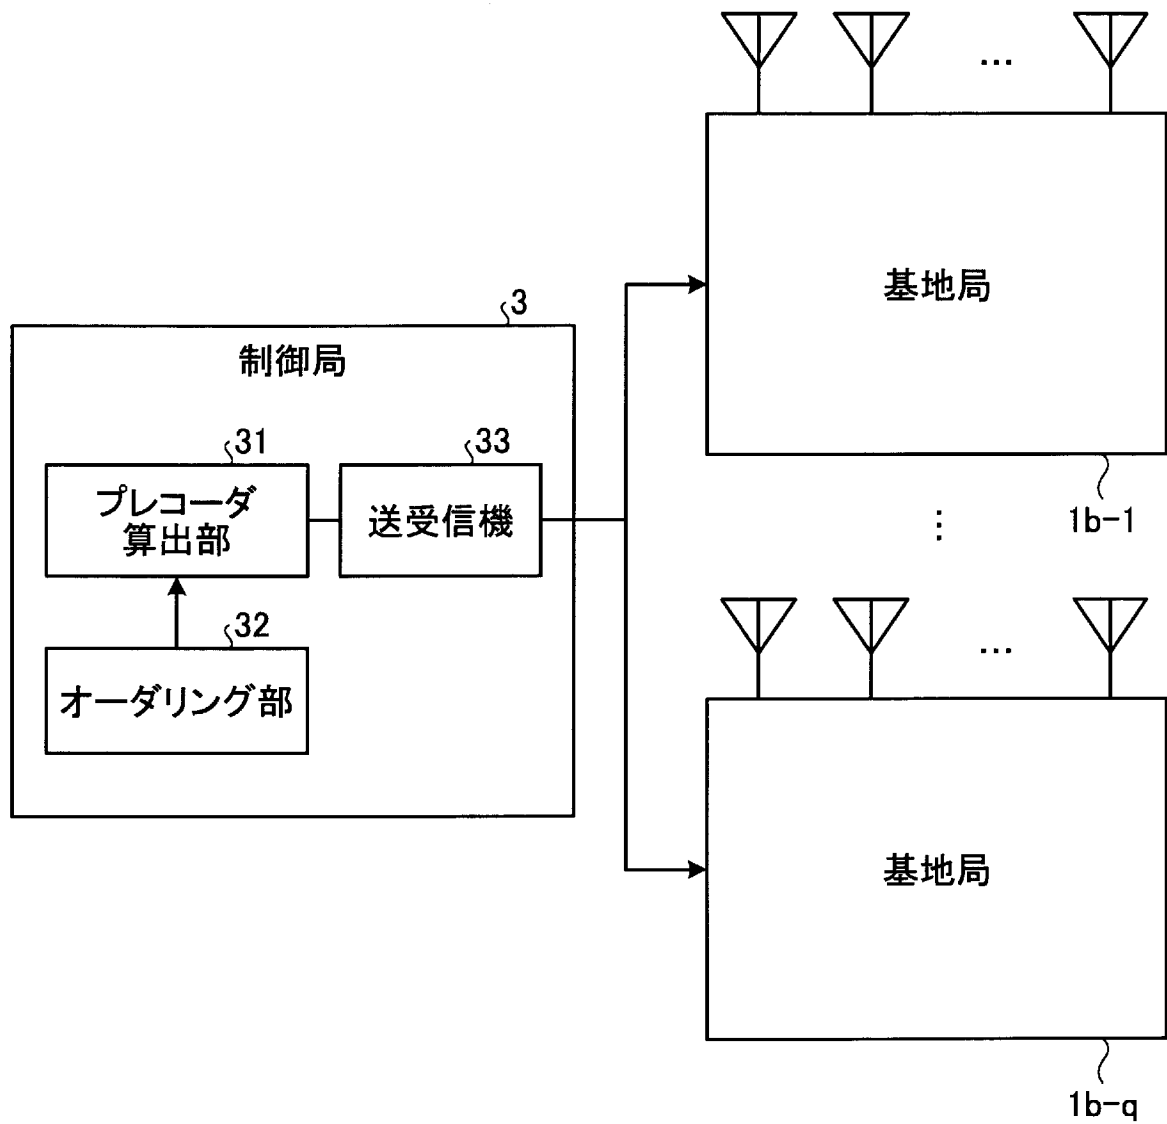 …
基地局
3
制御局
31
33
プレコーダ
算出部
送受信機
1b-1
⋮
32
オーダリング部
…
基地局
1b-q